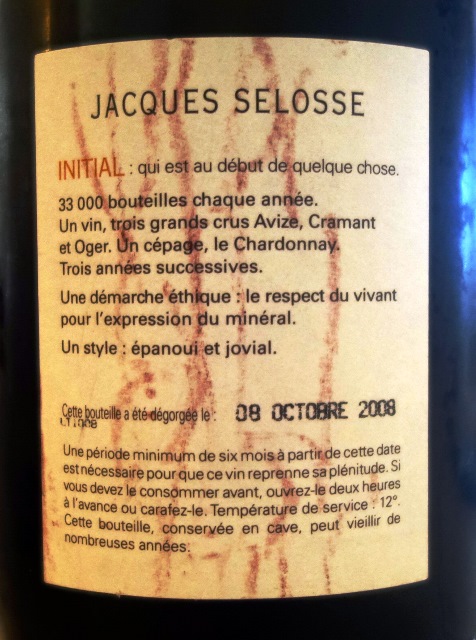 JACQUES SELOSSE
INITIAL : qui est au début de quelque chose.
33 000 bouteilles chaque année.
Un vin, trois grands crus Avize, Cramant
et Oger. Un cépage, le Chardonnay.
Trois années successives.
Une démarche éthique : le respect du vivant
pour l'expression du minéral.
Un style : épanoui et jovial.
Cette bouteille a été dégorgée le : 08 OCTOBRE 2008
Une période minimum de six mois à partir de cette date
est nécessaire pour que ce vin reprenne sa plénitude. Si
vous devez le consommer avant, ouvrez-le deux heures
à l'avance ou carafez-le. Température de service : 12°.
Cette bouteille, conservée en cave, peut vieillir de
nombreuses années.